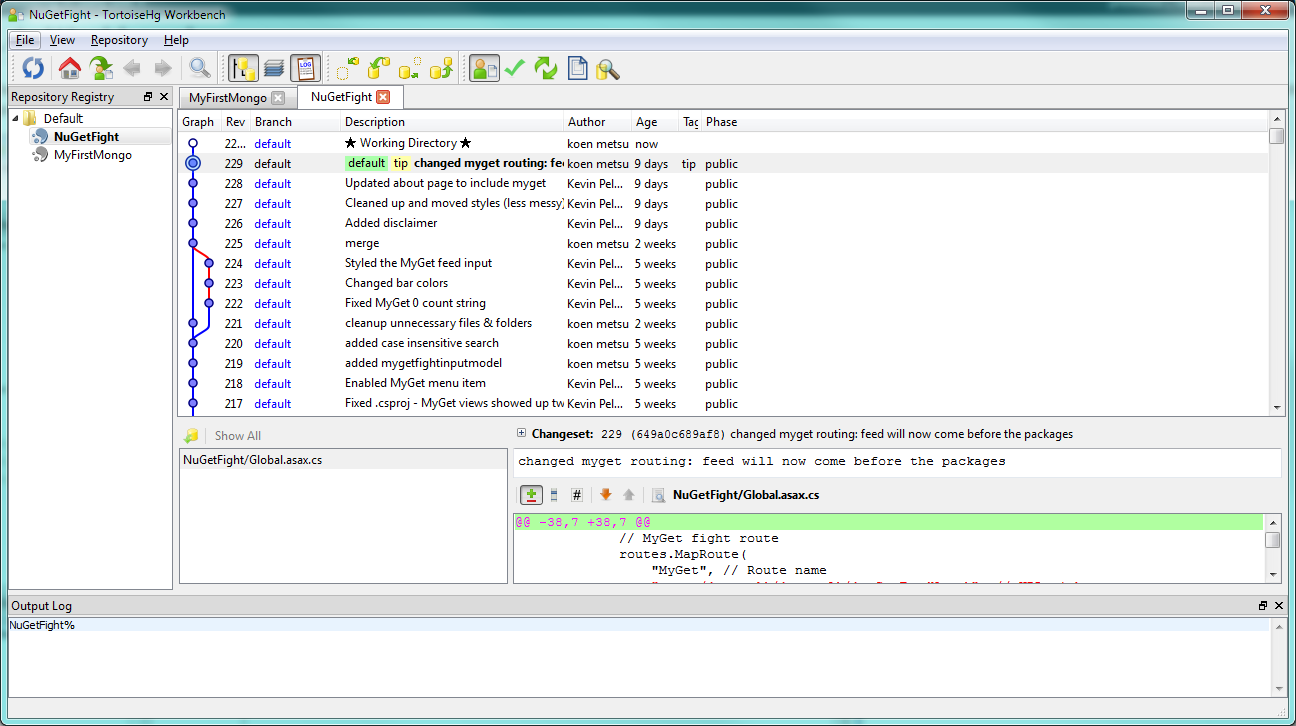 NuGetFight - TortoiseHg Workbench
File View Repository Help
LOG
Repository Registry
MyFirstMongo NuGetFight
Default
NuGetFight
MyFirstMongo
Graph Rev Branch Description Author Age Tag Phase
22... default ★ Working Directory ★ koen metsu now
229 default default tip changed myget routing: fe koen metsu 9 days tip public
228 default Updated about page to include myget Kevin Pel... 9 days public
227 default Cleaned up and moved styles (less messy) Kevin Pel... 9 days public
226 default Added disclaimer Kevin Pel... 9 days public
225 default merge koen metsu 2 weeks public
224 default Styled the MyGet feed input Kevin Pel... 5 weeks public
223 default Changed bar colors Kevin Pel... 5 weeks public
222 default Fixed MyGet 0 count string Kevin Pel... 5 weeks public
221 default cleanup unnecessary files & folders koen metsu 2 weeks public
220 default added case insensitive search koen metsu 5 weeks public
219 default added mygetfightinputmodel koen metsu 5 weeks public
218 default Enabled MyGet menu item Kevin Pel... 5 weeks public
217 default Fixed .csproj - MyGet views showed up tw Kevin Pel... 5 weeks public
Show All
NuGetFight/Global.asax.cs
Changeset: 229 (649a0c689af8) changed myget routing: feed will now come before the packages
changed myget routing: feed will now come before the packages
# NuGetFight/Global.asax.cs
@@ -38,7 +38,7 @@
// MyGet fight route
routes.MapRoute(
"MyGet", // Route name
Output Log
NuGetFight%